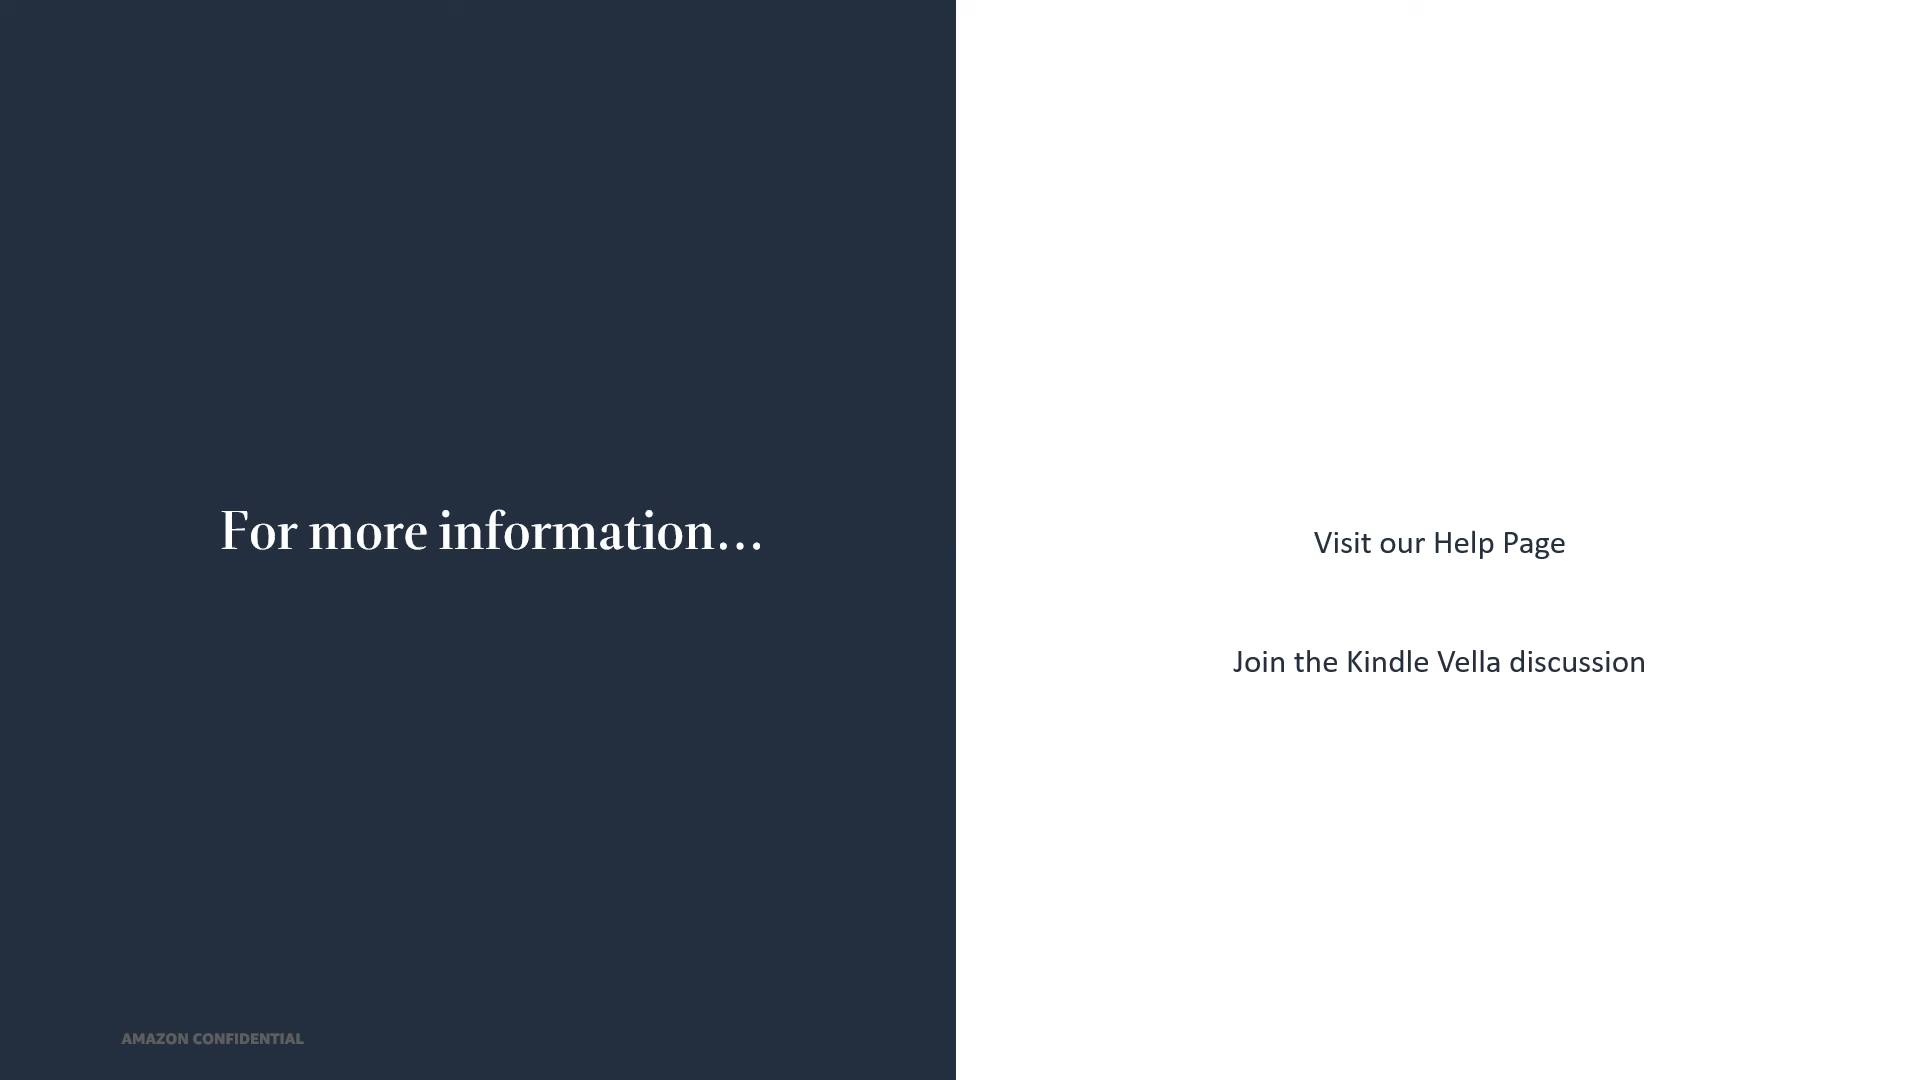 For more information...
Visit our Help Page
Join the Kindle Vella discussion
AMAZON CONFIDENTIAL